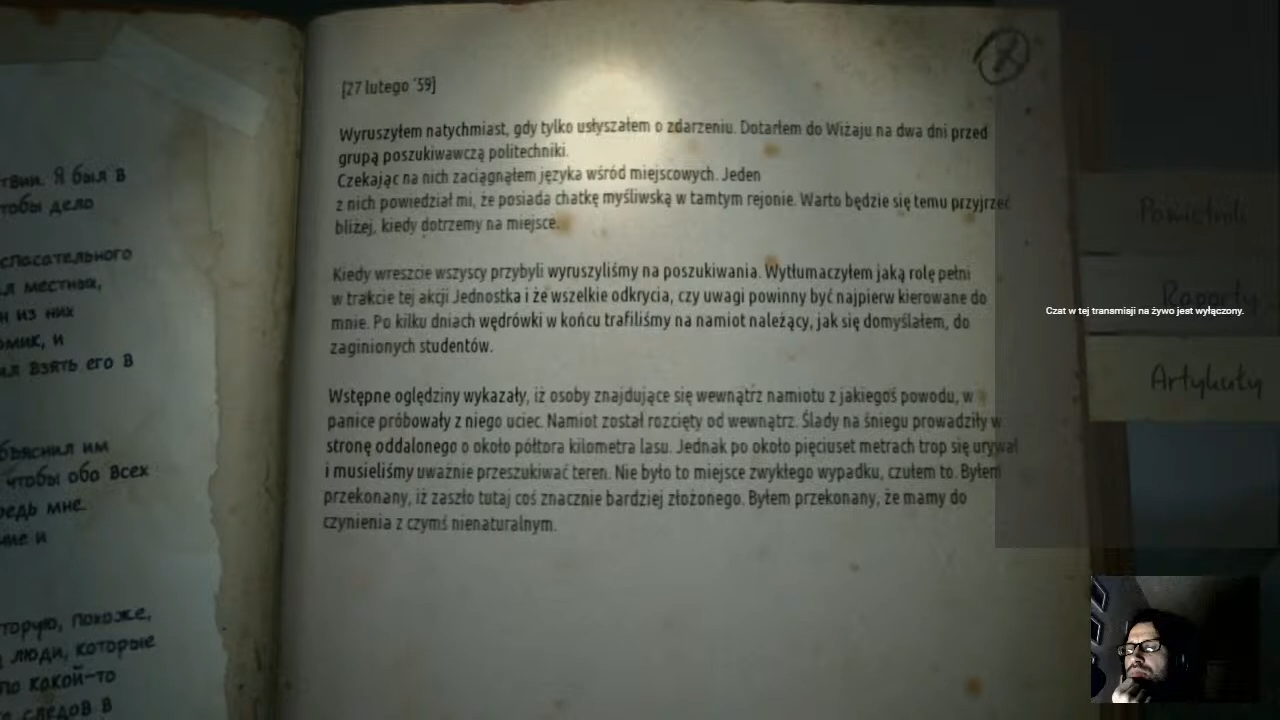 твии. Я был в
тобы дело
спасательного
л местных,
н из них
омик, и
ил взять его в
бъяснил им
чтобы обо всех
редь мне.
ие и
торую, похоже,
люди, которые
по какой-то
следов в
[27 lutego '59]
Wyruszyłem natychmiast, gdy tylko usłyszałem o zdarzeniu. Dotarłem do Wiżaju na dwa dni przed
grupą poszukiwawczą politechniki.
Czekając na nich zaciągnąłem języka wśród miejscowych. Jeden
z nich powiedział mi, że posiada chatkę myśliwską w tamtym rejonie. Warto będzie się temu przyjrzeć
bliżej, kiedy dotrzemy na miejsce.
Kiedy wreszcie wszyscy przybyli wyruszyliśmy na poszukiwania. Wytłumaczyłem jaką rolę pełni
w trakcie tej akcji Jednostka i że wszelkie odkrycia, czy uwagi powinny być najpierw kierowane do
mnie. Po kilku dniach wędrówki w końcu trafiliśmy na namiot należący, jak się domyślałem, do
zaginionych studentów.
Wstępne oględziny wykazały, iż osoby znajdujące się wewnątrz namiotu z jakiegoś powodu, w
panice próbowały z niego uciec. Namiot został rozcięty od wewnątrz. Ślady na śniegu prowadziły w
stronę oddalonego o około półtora kilometra lasu. Jednak po około pięciuset metrach trop się urywał
i musieliśmy uważnie przeszukiwać teren. Nie było to miejsce zwykłego wypadku, czułem to. Byłem
przekonany, iż zaszło tutaj coś znacznie bardziej złożonego. Byłem przekonany, że mamy do
czynienia z czymś nienaturalnym.
Raporty
Czat w tej transmisji na żywo jest wyłączony.
Artykuły